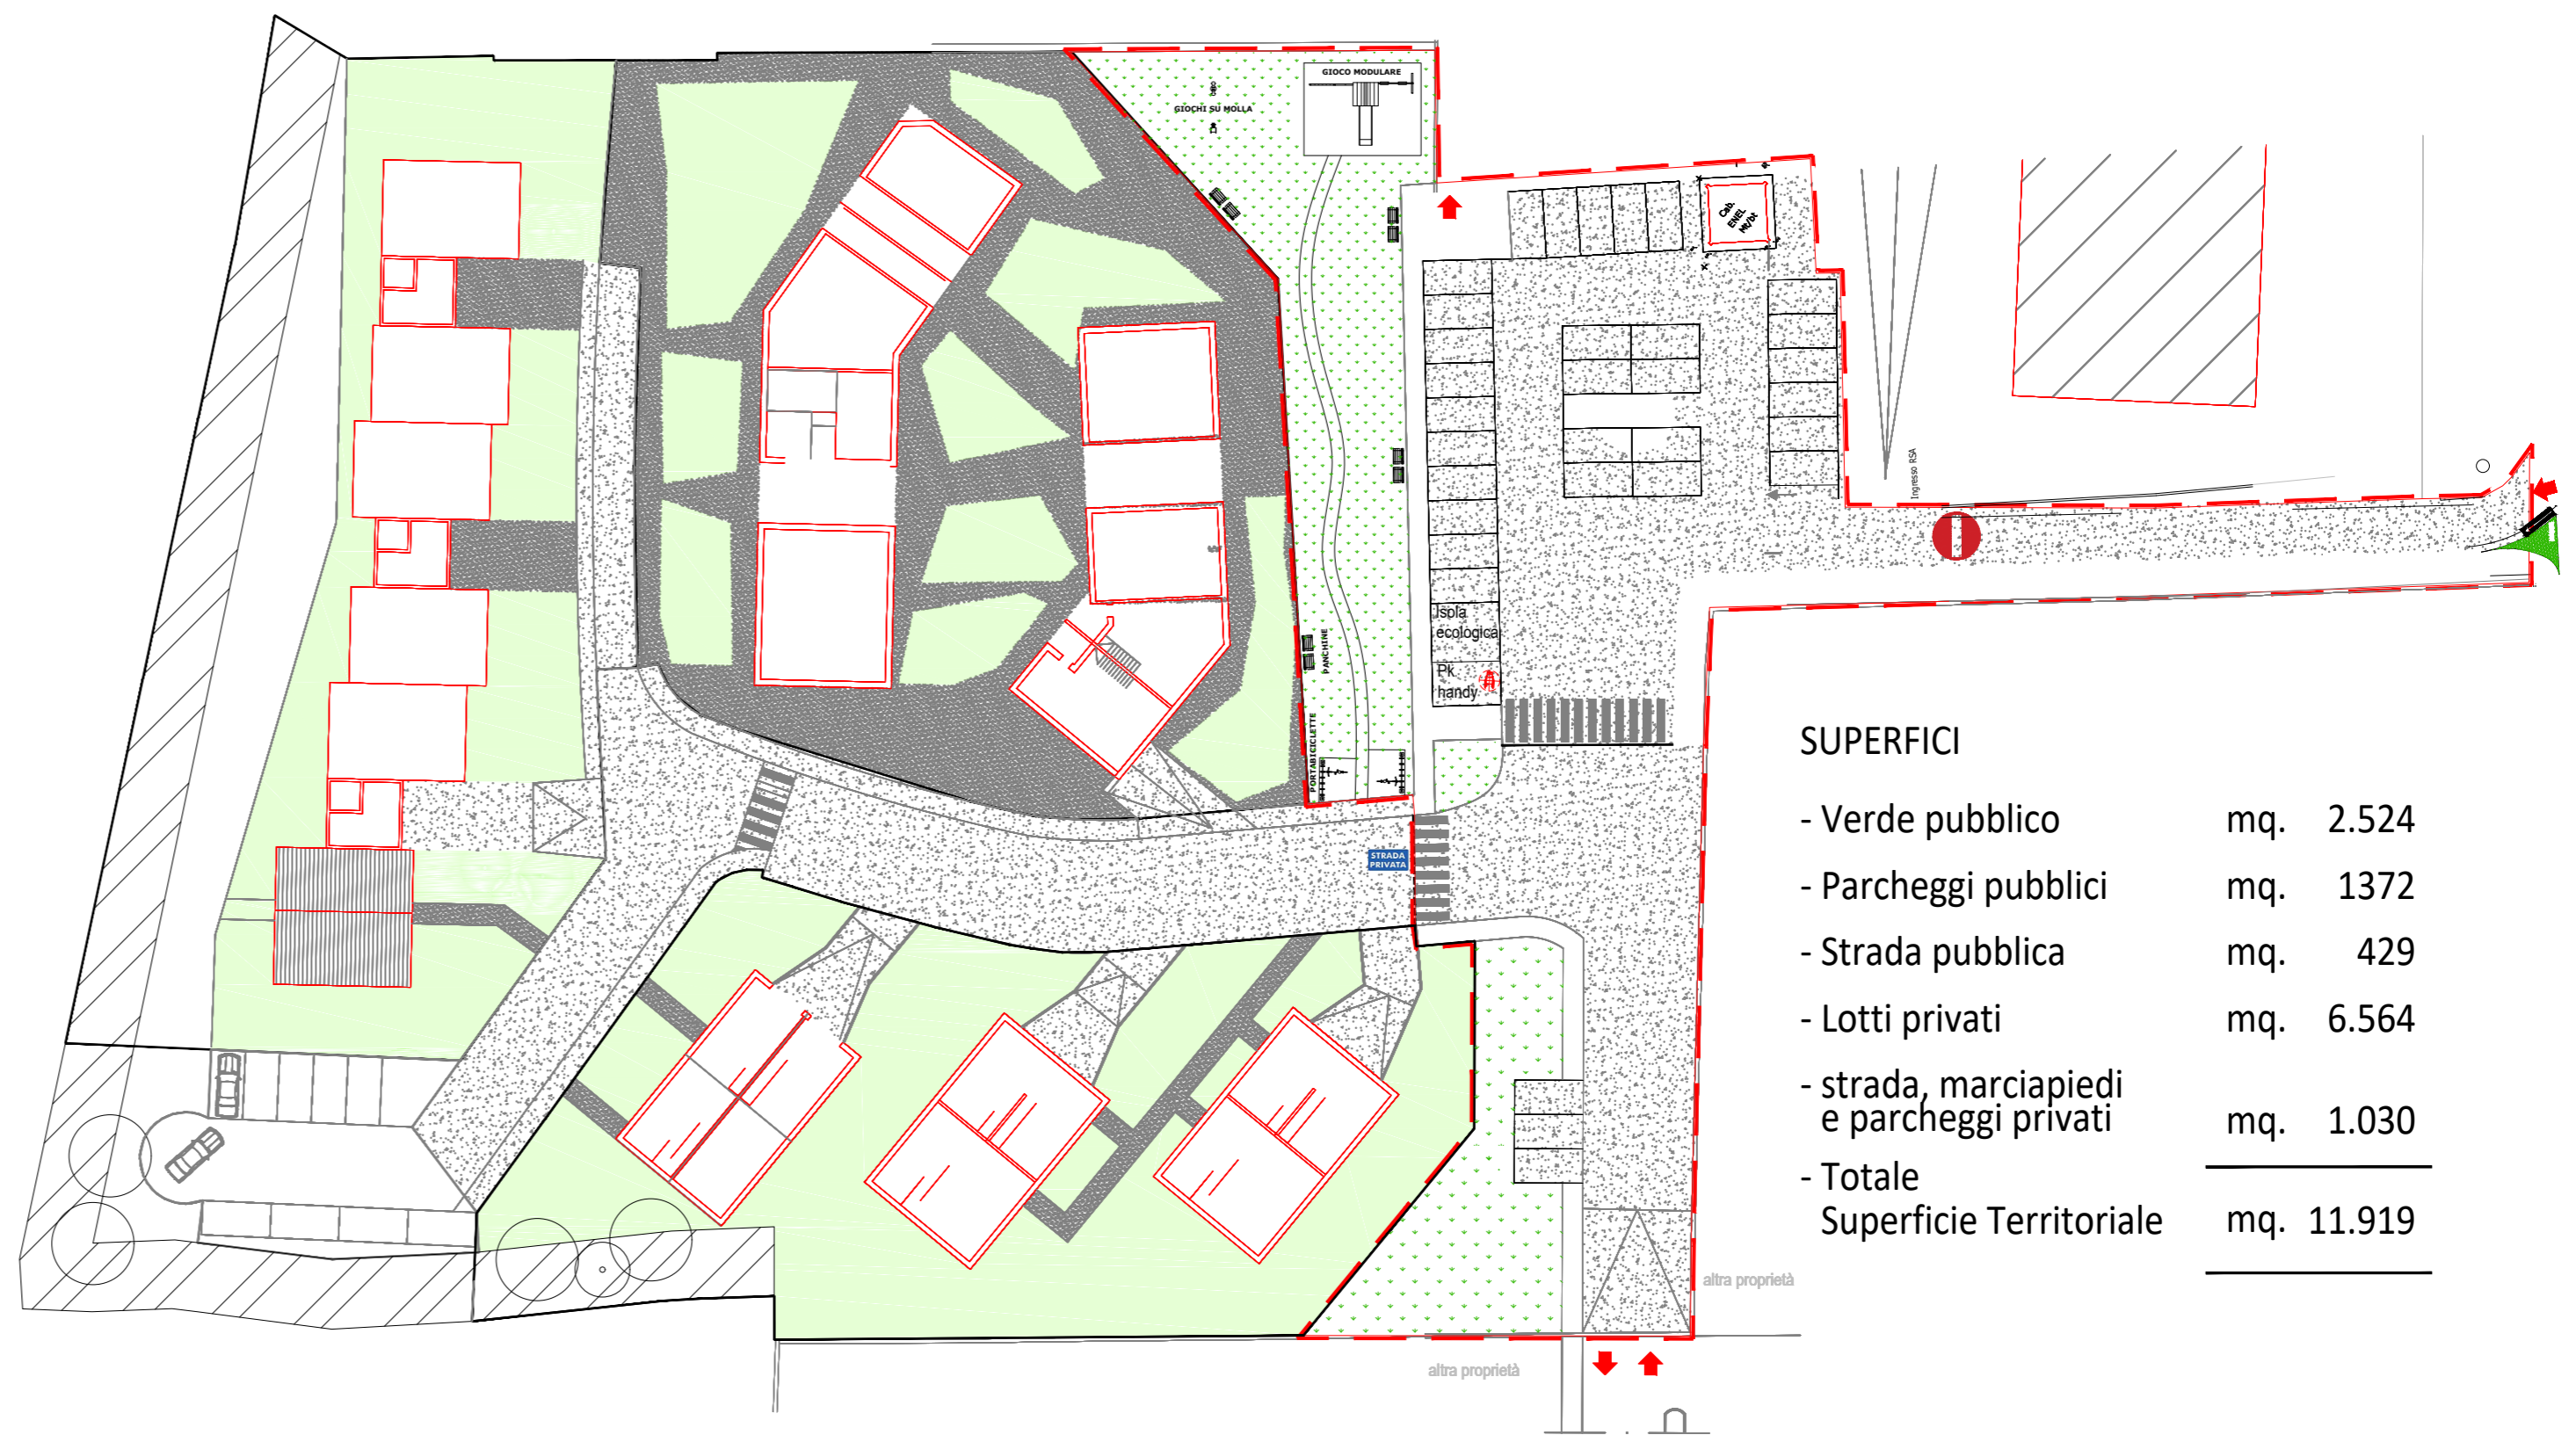 GIOCO MODULARE
GIOCHI SU MOLLA
Cab.
ENEL
Mt/bt
Ingresso RSA
Isola
ecologica
PANCHINE
Pk
handy
PORTABICICLETTE
STRADA
PRIVATA
SUPERFICI
- Verde pubblico mq. 2.524
- Parcheggi pubblici mq. 1372
- Strada pubblica mq. 429
- Lotti privati mq. 6.564
- strada, marciapiedi
e parcheggi privati mq. 1.030
- Totale
Superficie Territoriale mq. 11.919
altra proprietà
altra proprietà